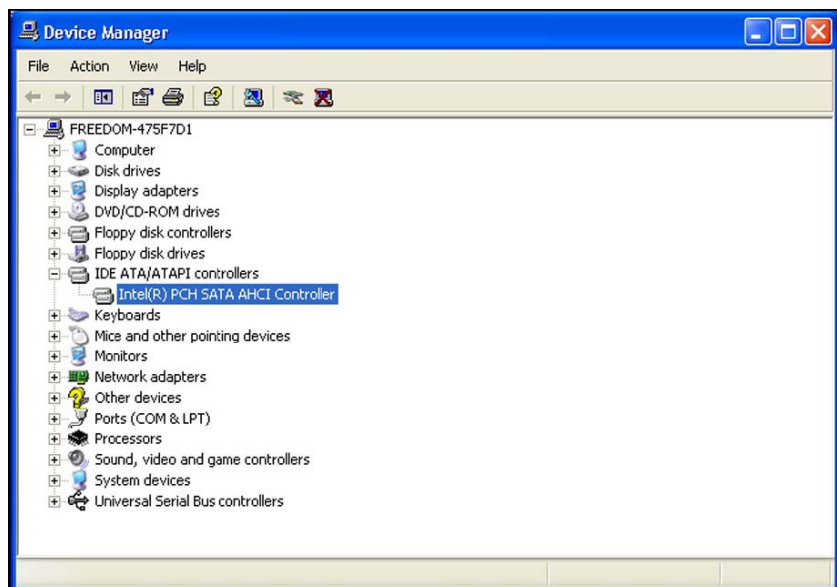 Device Manager
File Action View Help
FREEDOM-475F7D1
Computer
Disk drives
Display adapters
DVD/CD-ROM drives
Floppy disk controllers
Floppy disk drives
IDE ATA/ATAPI controllers
Intel(R) PCH SATA AHCI Controller
Keyboards
Mice and other pointing devices
Monitors
Network adapters
Other devices
Ports (COM & LPT)
Processors
Sound, video and game controllers
System devices
Universal Serial Bus controllers